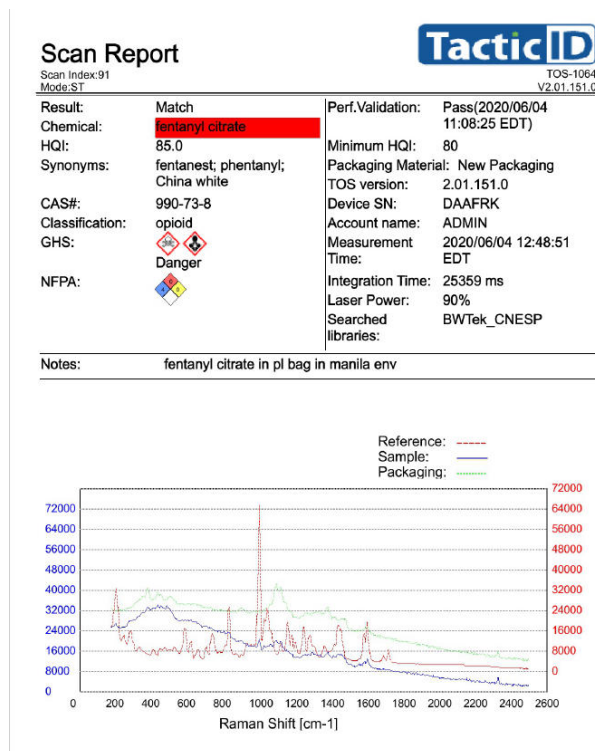 Scan Report
TacticID
Scan Index:91
TOS-1064
Mode:ST
V2.01.151.0
Result: Match
Chemical: fentanyl citrate
HQI: 85.0
Synonyms: fentanest; phentanyl;
China white
CAS#: 990-73-8
Classification: opioid
GHS:
Danger
NFPA:
Perf.Validation: Pass(2020/06/04
11:08:25 EDT)
Minimum HQI: 80
Packaging Material: New Packaging
TOS version: 2.01.151.0
Device SN: DAAFRK
Account name: ADMIN
Measurement 2020/06/04 12:48:51
Time: EDT
Integration Time: 25359 ms
Laser Power: 90%
Searched BWTek_CNESP
libraries:
Notes: fentanyl citrate in pl bag in manila env
Reference:
Sample:
Packaging:
72000
72000 64000
64000 56000
56000 48000
48000 40000
40000 32000
32000 24000
24000 16000
16000 8000
8000 0
0
0 200 400 600 800 1000 1200 1400 1600 1800 2000 2200 2400 2600
Raman Shift [cm-1]